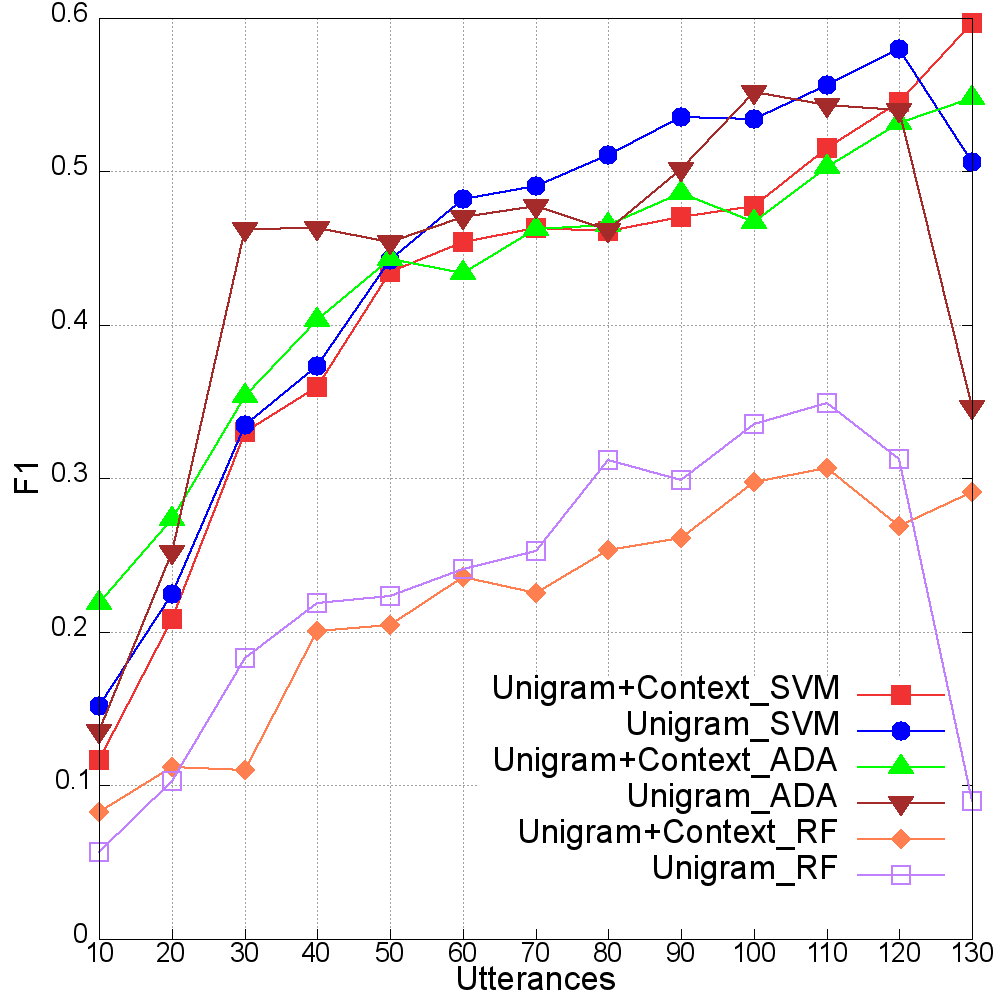 0.6
0.5
0.4
0.3
0.2
0.1
0
F1
Unigram+Context_SVM
Unigram_SVM
Unigram+Context_ADA
Unigram_ADA
Unigram+Context_RF
Unigram_RF
10 20 30 40 50 60 70 80 90 100 110 120 130
Utterances